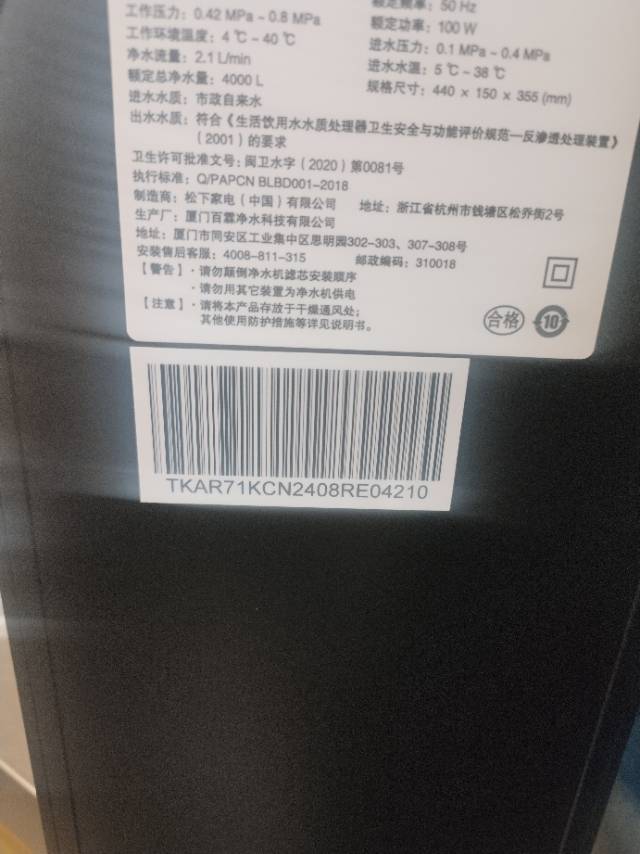 工作压力：0.42 MPa ~ 0.8 MPa
额定频率：50 Hz
工作环境温度：4 ℃ ~ 40 ℃
额定功率：100 W
净水流量：2.1 L/min
进水压力：0.1 MPa ~ 0.4 MPa
额定总净水量：4000 L
进水水温：5 ℃ ~ 38 ℃
进水水质：市政自来水
规格尺寸：440 × 150 × 355 (mm)
出水水质：符合《生活饮用水水质处理器卫生安全与功能评价规范—反渗透处理装置》
（2001）的要求
卫生许可批准文号：闽卫水字（2020）第0081号
执行标准：Q/PAPCN BLBD001-2018
制造商：松下家电（中国）有限公司 地址：浙江省杭州市钱塘区松乔街2号
生产厂：厦门百霖净水科技有限公司
地址：厦门市同安区工业集中区思明园302-303、307-308号
安装售后客服：4008-811-315 邮政编码：310018
【警告】·请勿颠倒净水机滤芯安装顺序
·请勿用其它装置为净水机供电
【注意】·请将本产品存放于干燥通风处；
其他使用防护措施等详见说明书。
合格
10
TKAR71KCN2408RE04210